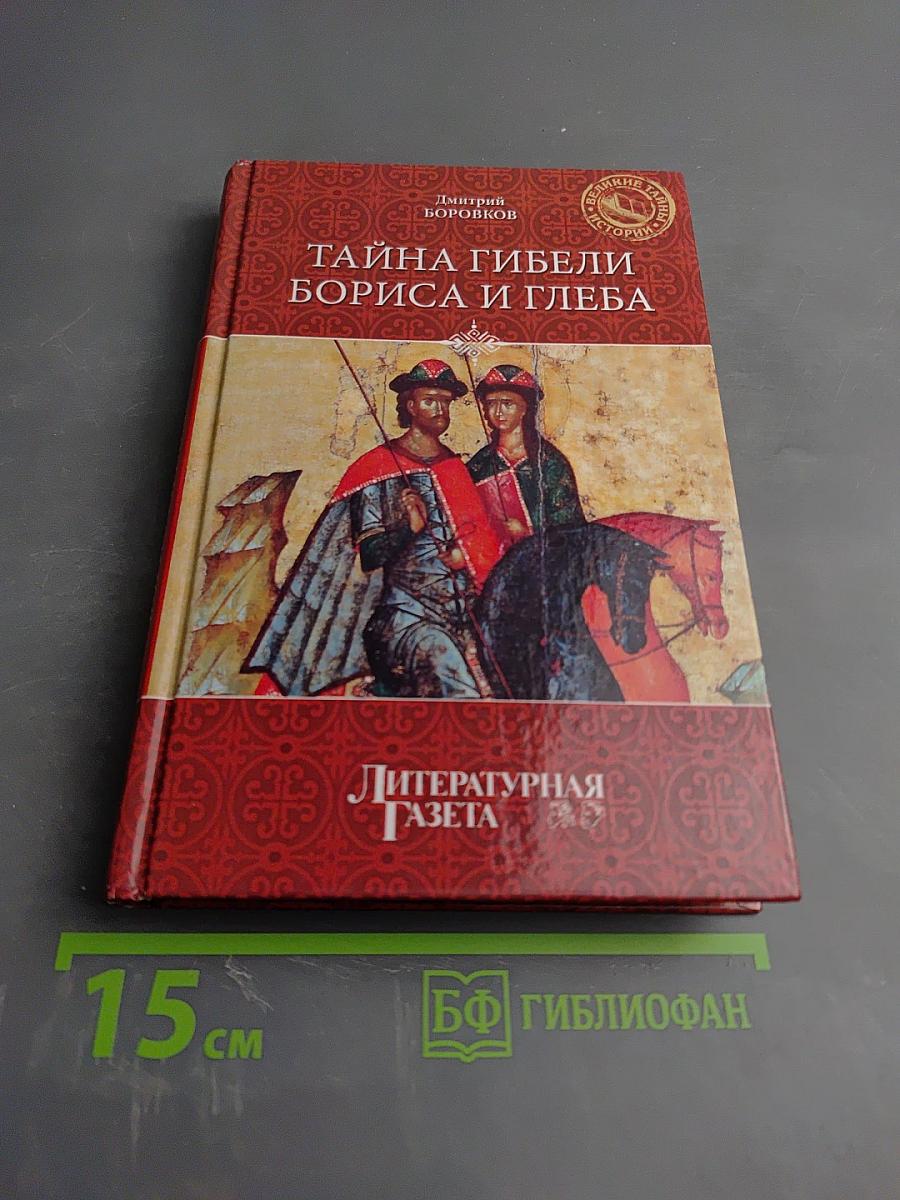 Дмитрий
БОРОВКОВ
ВЕЛИКИЕ ТАЙНЫ
ИСТОРИИ
ТАЙНА ГИБЕЛИ
БОРИСА И ГЛЕБА
ЛИТЕРАТУРНАЯ
ГАЗЕТА
15 см
БФ ГИБЛИОФАН